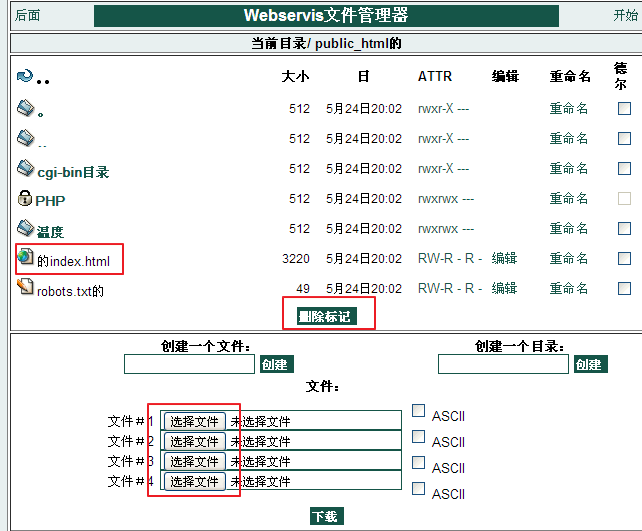 后面 Webservis文件管理器 开始
当前目录/ public_html的
.. 大小 日 ATTR 编辑 重命名 德尔
。 512 5月24日20:02 rwxr-X --- 重命名
.. 512 5月24日20:02 rwxr-X --- 重命名
cgi-bin目录 512 5月24日20:02 rwxr-X --- 重命名
PHP 512 5月24日20:02 rwxrwx --- 重命名
温度 512 5月24日20:02 rwxrwx --- 重命名
的index.html 3220 5月24日20:02 RW-R - R - 编辑 重命名
robots.txt的 49 5月24日20:02 RW-R - R - 编辑 重命名
删除标记
创建一个文件： 创建一个目录：
创建 创建
文件：
文件＃1 选择文件 未选择文件 ASCII
文件＃2 选择文件 未选择文件 ASCII
文件＃3 选择文件 未选择文件 ASCII
文件＃4 选择文件 未选择文件 ASCII
下载